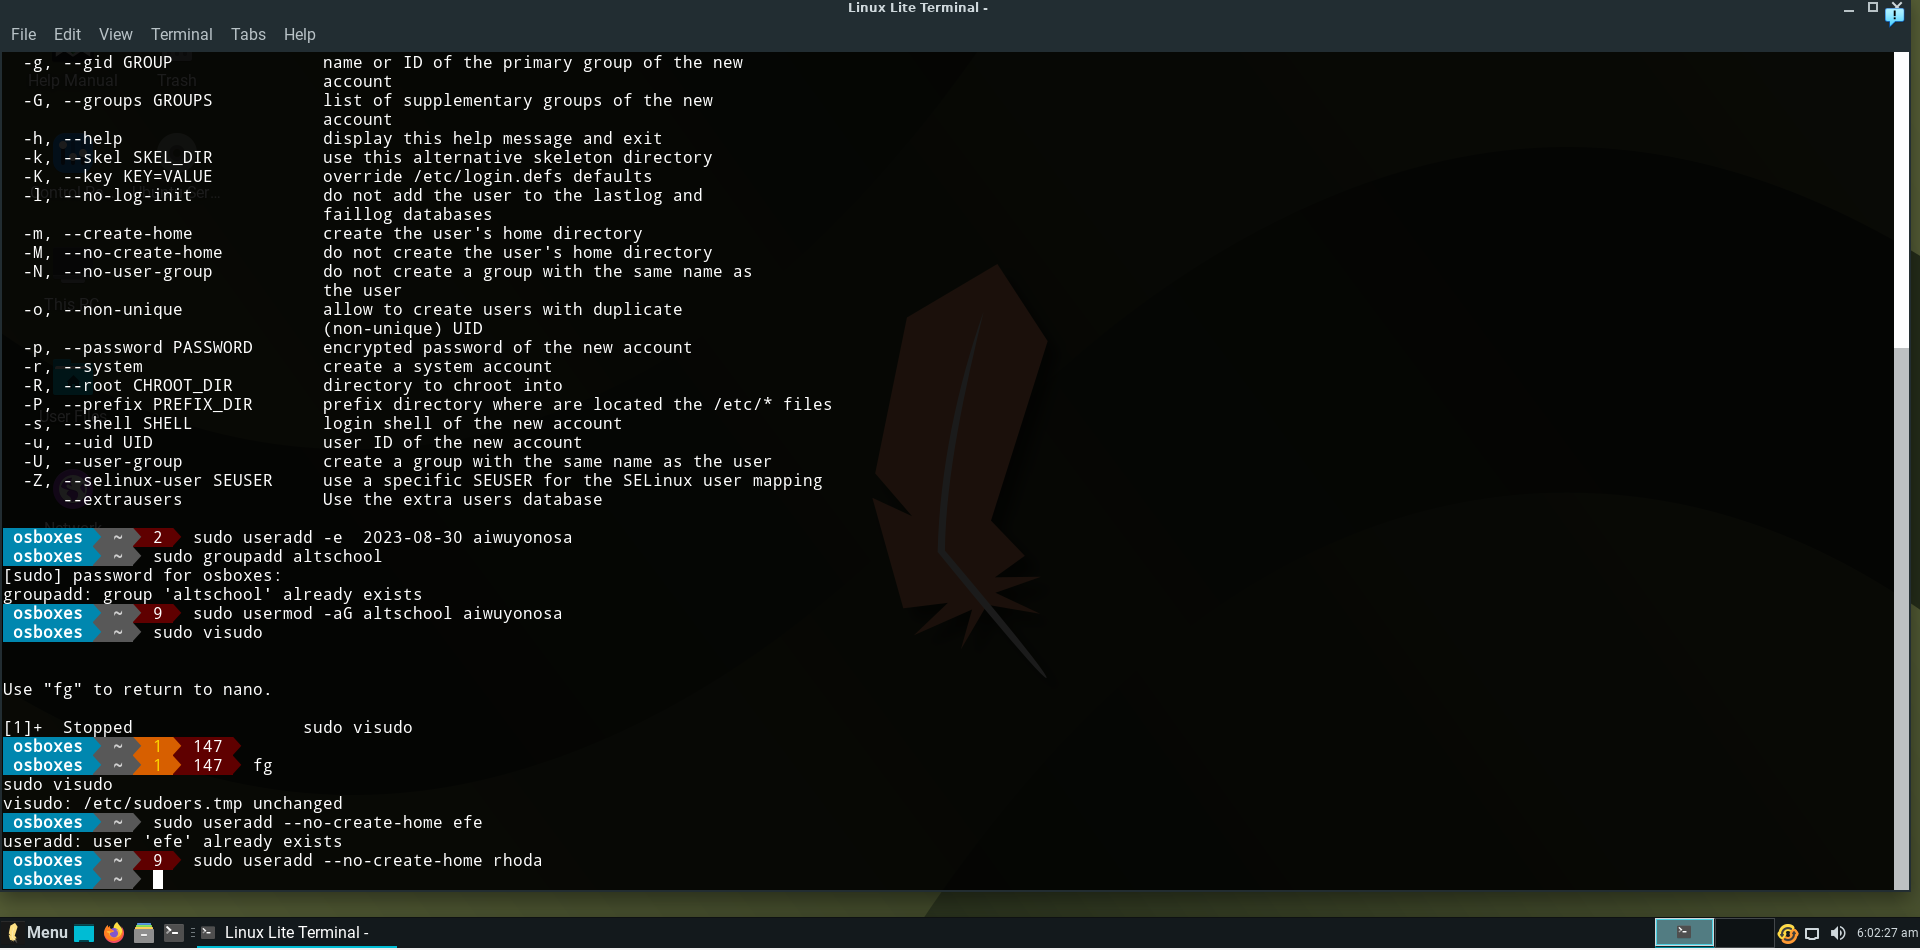 Linux Lite Terminal -
File Edit View Terminal Tabs Help
-g, --gid GROUP               name or ID of the primary group of the new
                              account
-G, --groups GROUPS           list of supplementary groups of the new
                              account
-h, --help                    display this help message and exit
-k, --skel SKEL_DIR           use this alternative skeleton directory
-K, --key KEY=VALUE           override /etc/login.defs defaults
-l, --no-log-init             do not add the user to the lastlog and
                              faillog databases
-m, --create-home             create the user's home directory
-M, --no-create-home          do not create the user's home directory
-N, --no-user-group           do not create a group with the same name as
                              the user
-o, --non-unique              allow to create users with duplicate
                              (non-unique) UID
-p, --password PASSWORD       encrypted password of the new account
-r, --system                  create a system account
-R, --root CHROOT_DIR         directory to chroot into
-P, --prefix PREFIX_DIR       prefix directory where are located the /etc/* files
-s, --shell SHELL             login shell of the new account
-u, --uid UID                 user ID of the new account
-U, --user-group              create a group with the same name as the user
-Z, --selinux-user SEUSER     use a specific SEUSER for the SELinux user mapping
    --extrausers              Use the extra users database
osboxes ~ 2 sudo useradd -e  2023-08-30 aiwuyonosa
osboxes ~ sudo groupadd altschool
[sudo] password for osboxes:
groupadd: group 'altschool' already exists
osboxes ~ 9 sudo usermod -aG altschool aiwuyonosa
osboxes ~ sudo visudo
Use "fg" to return to nano.
[1]+  Stopped                 sudo visudo
osboxes ~ 1 147
osboxes ~ 1 147 fg
sudo visudo
visudo: /etc/sudoers.tmp unchanged
osboxes ~ sudo useradd --no-create-home efe
useradd: user 'efe' already exists
osboxes ~ 9 sudo useradd --no-create-home rhoda
osboxes ~
Help Manual
Trash
This PC
Network
Menu
Linux Lite Terminal -
6:02:27 am